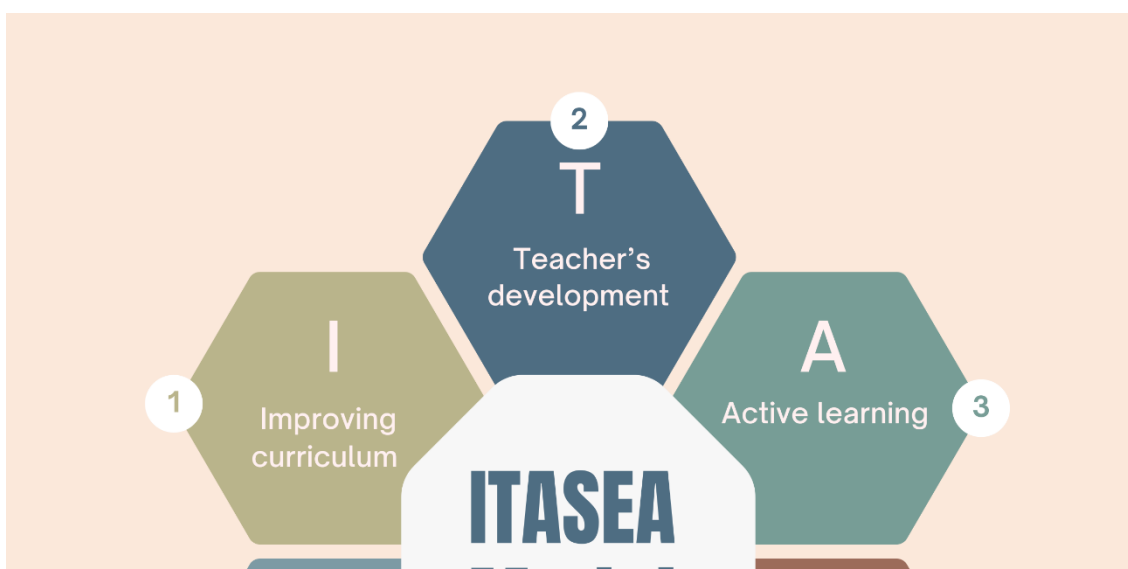 2
T
Teacher’s
development
1
I
Improving
curriculum
A
Active learning
3
ITASEA